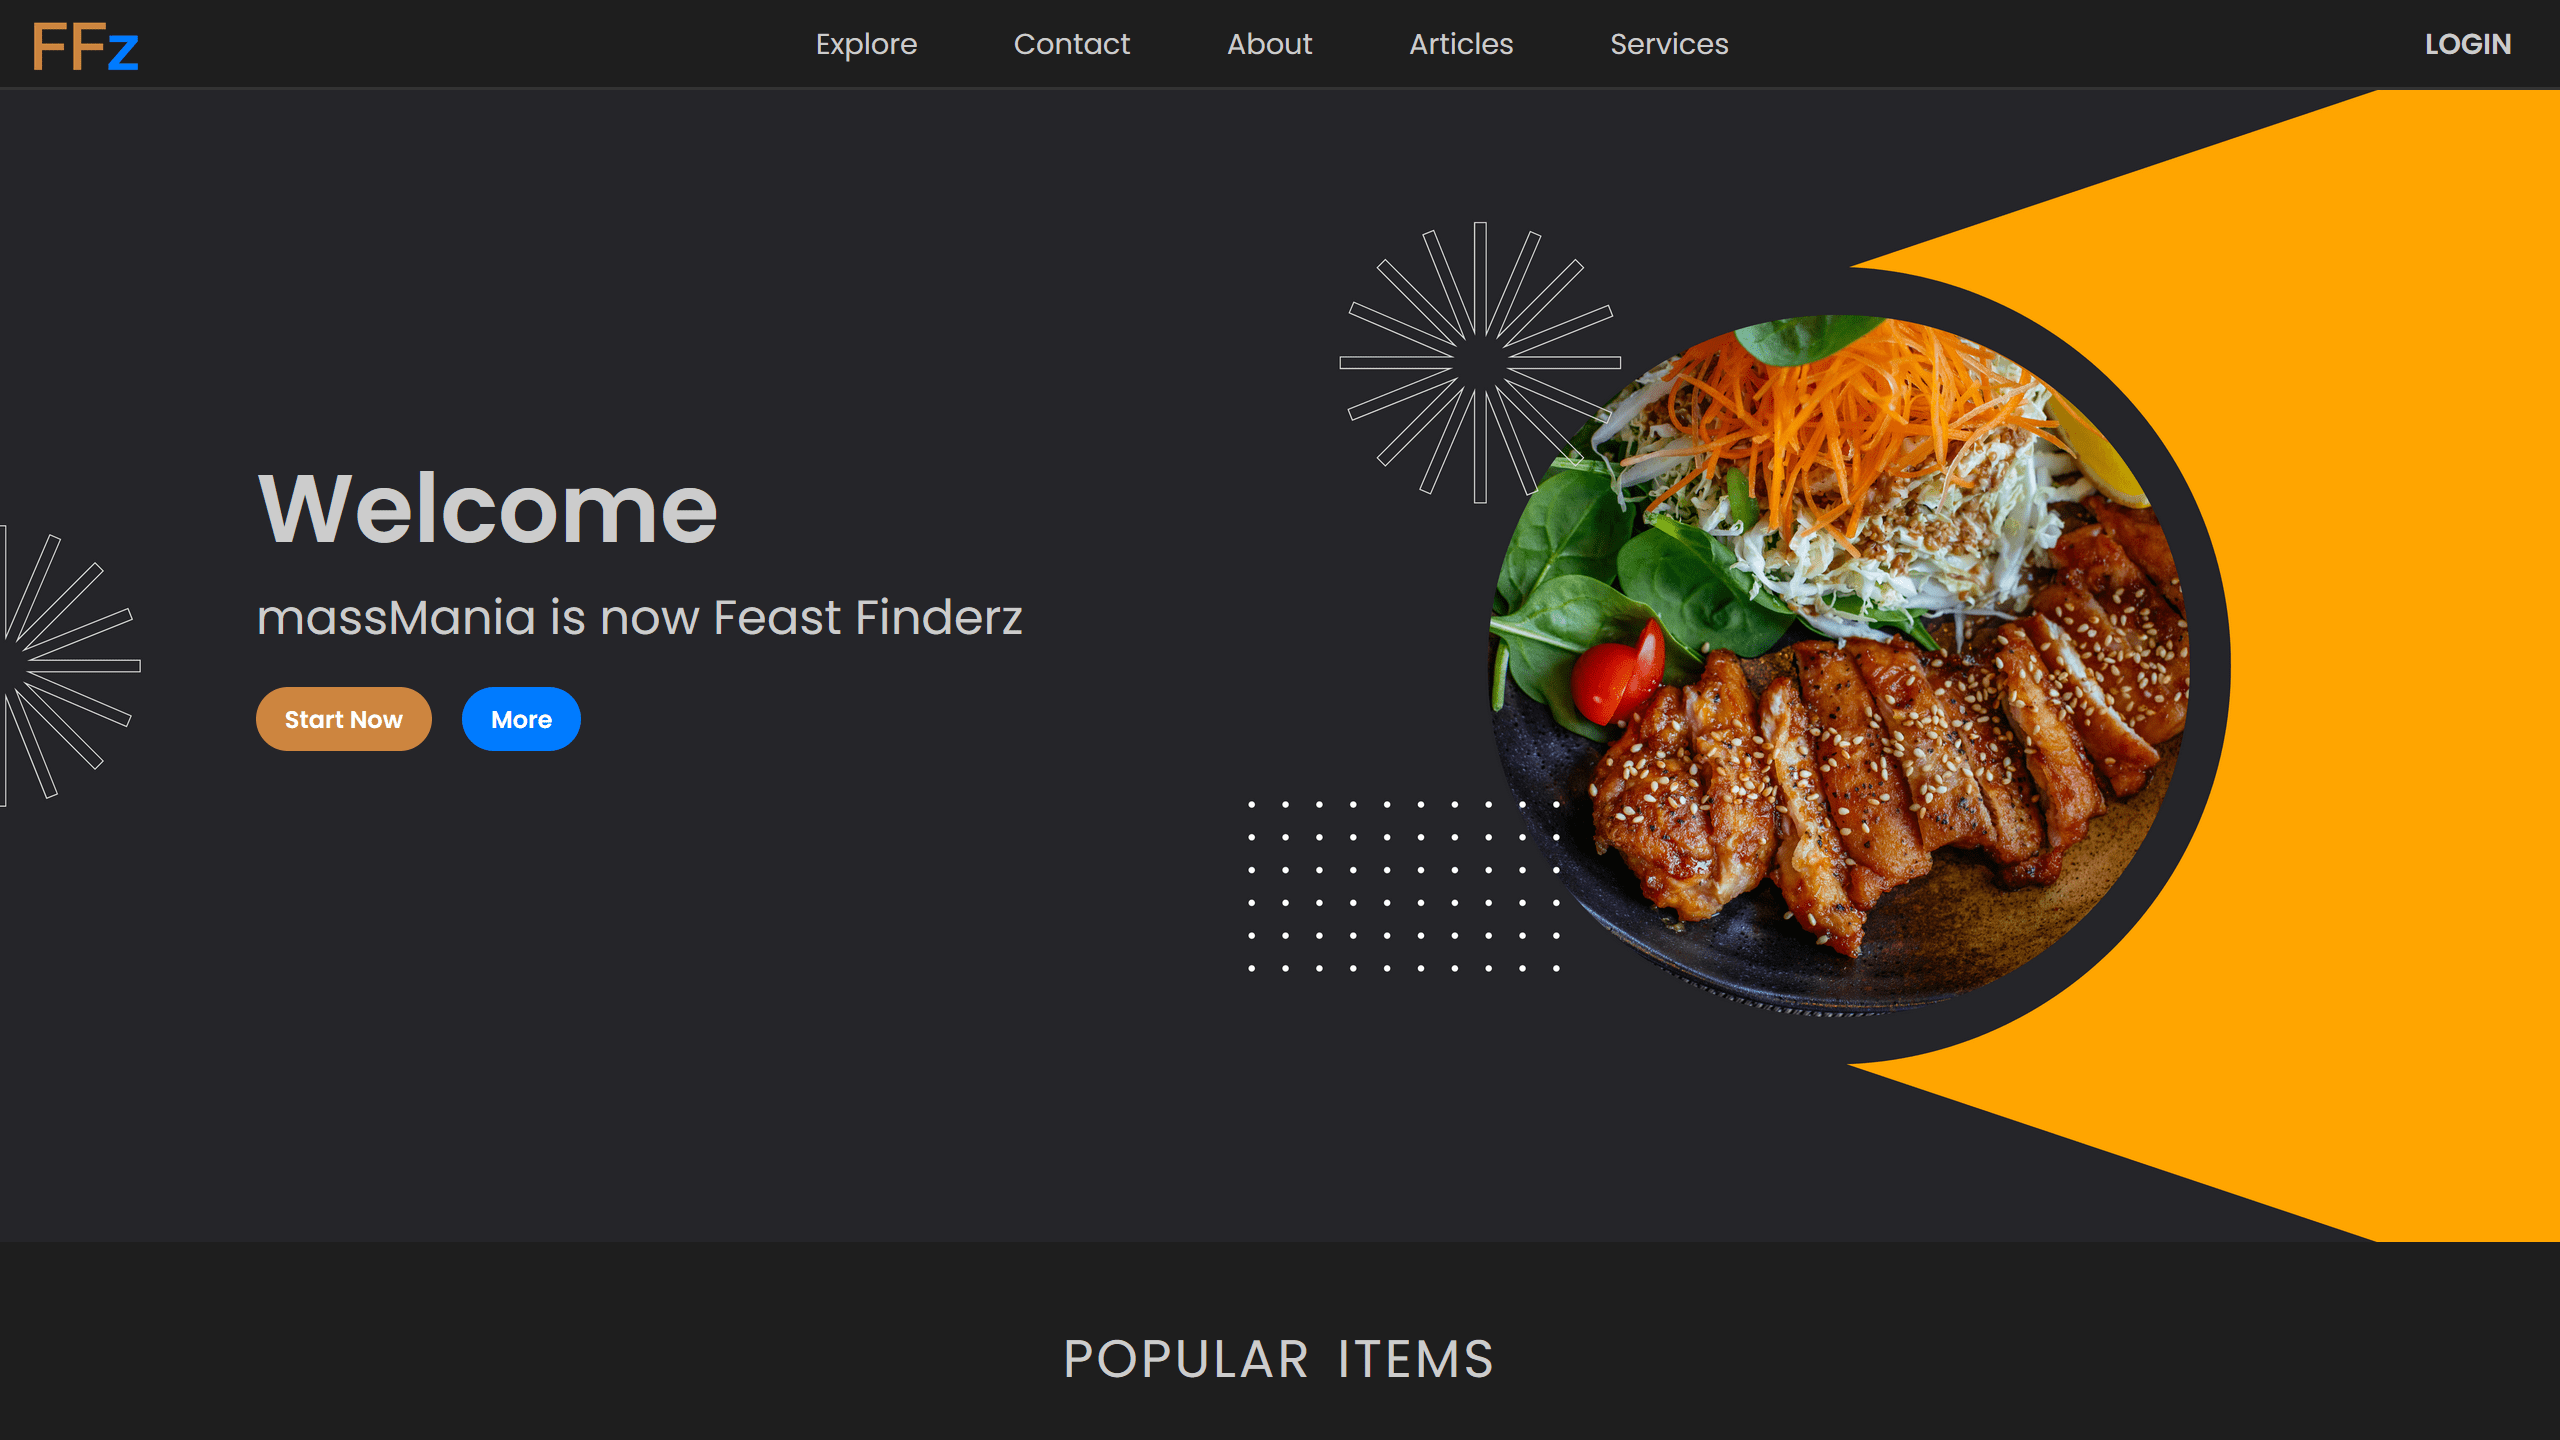 FFz
Explore Contact About Articles Services
LOGIN
Welcome
massMania is now Feast Finderz
Start Now More
POPULAR ITEMS